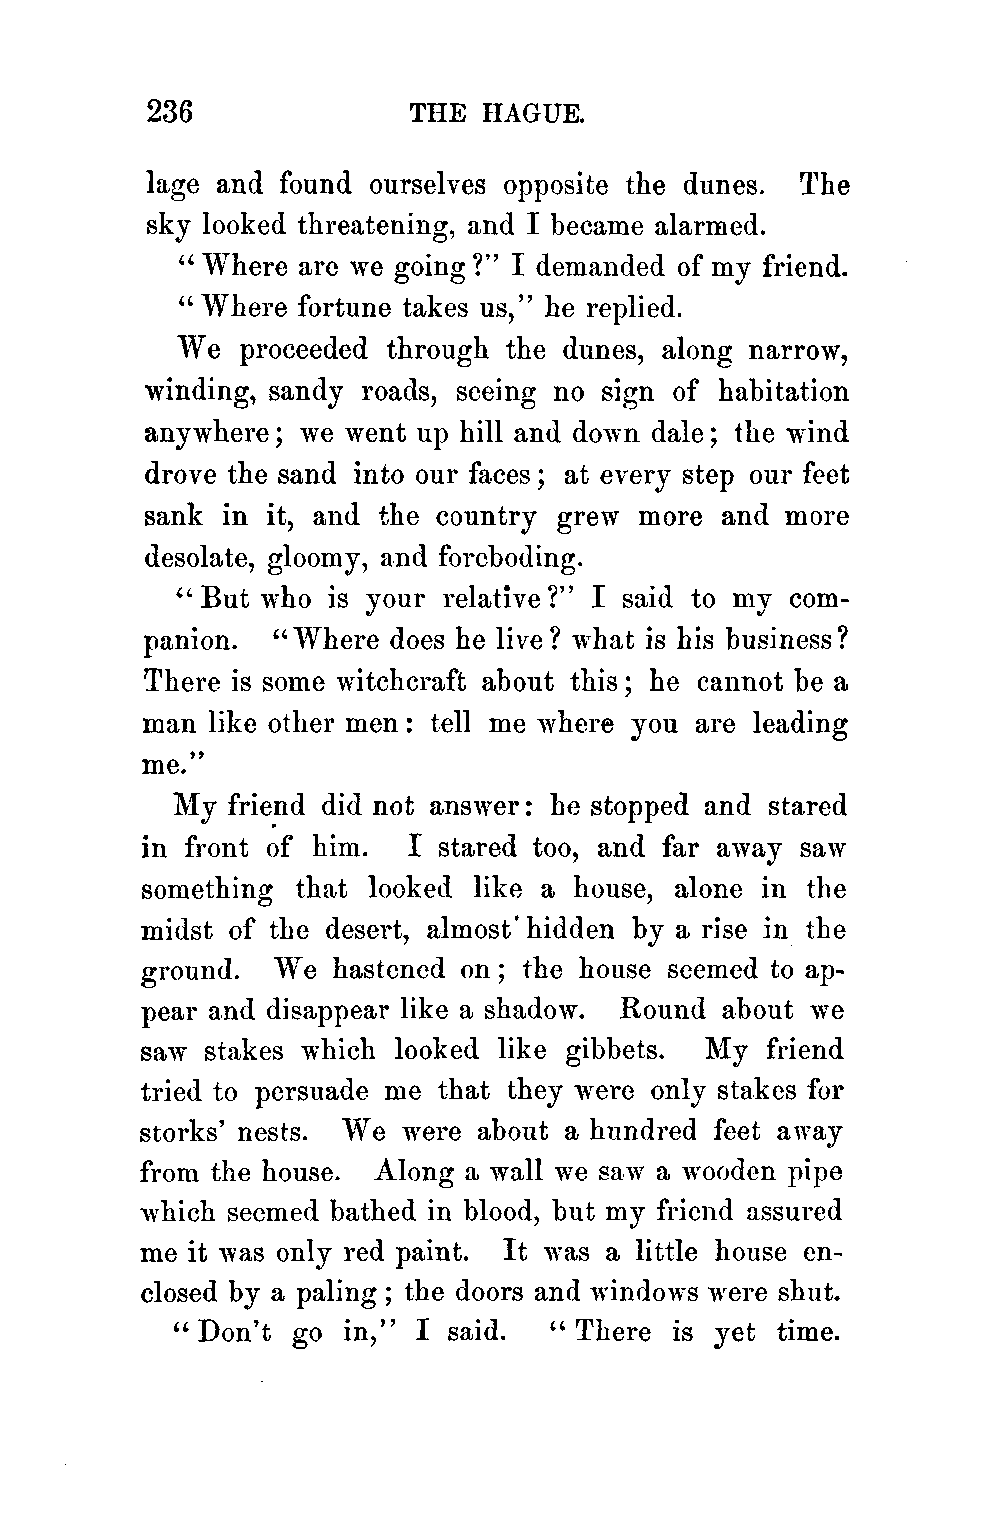 236 THE HAGUE.
lage and found ourselves opposite the dunes. The
sky looked threatening, and I became alarmed.
“Where are we going?” I demanded of my friend.
“Where fortune takes us,” he replied.
We proceeded through the dunes, along narrow,
winding, sandy roads, seeing no sign of habitation
anywhere; we went up hill and down dale; the wind
drove the sand into our faces; at every step our feet
sank in it, and the country grew more and more
desolate, gloomy, and foreboding.
“But who is your relative?” I said to my com-
panion. “Where does he live? what is his business?
There is some witchcraft about this; he cannot be a
man like other men: tell me where you are leading
me.”
My friend did not answer: he stopped and stared
in front of him. I stared too, and far away saw
something that looked like a house, alone in the
midst of the desert, almost hidden by a rise in the
ground. We hastened on; the house seemed to ap-
pear and disappear like a shadow. Round about we
saw stakes which looked like gibbets. My friend
tried to persuade me that they were only stakes for
storks’ nests. We were about a hundred feet away
from the house. Along a wall we saw a wooden pipe
which seemed bathed in blood, but my friend assured
me it was only red paint. It was a little house en-
closed by a paling; the doors and windows were shut.
“Don’t go in,” I said. “There is yet time.